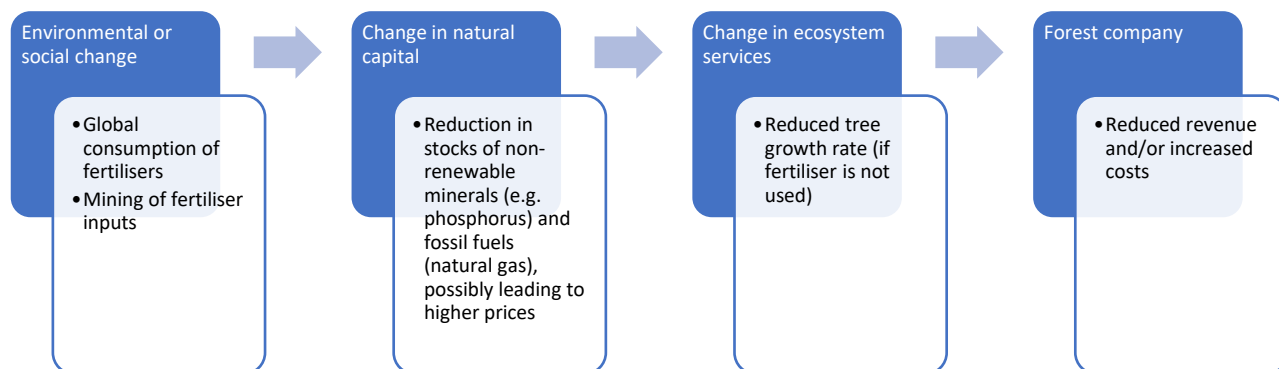 Environmental or
social change
•Global
consumption of
fertilisers
•Mining of fertiliser
inputs
Change in natural
capital
•Reduction in
stocks of non-
renewable
minerals (e.g.
phosphorus) and
fossil fuels
(natural gas),
possibly leading to
higher prices
Change in ecosystem
services
•Reduced tree
growth rate (if
fertiliser is not
used)
Forest company
•Reduced revenue
and/or increased
costs